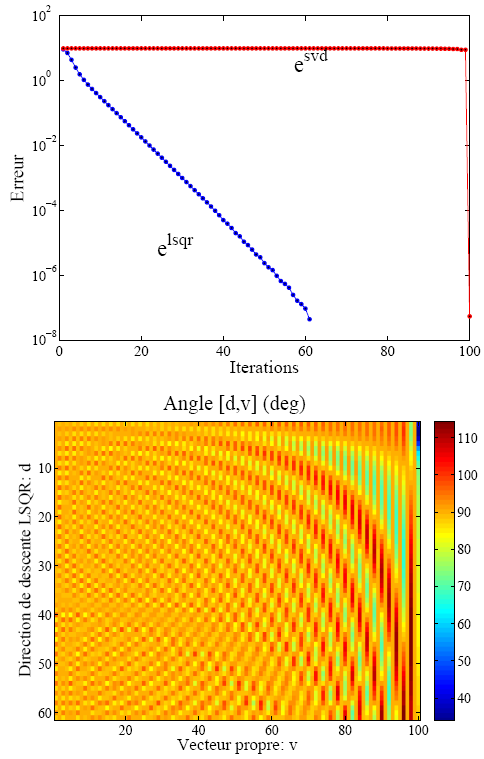 10^2
10^0
10^-2
10^-4
10^-6
10^-8
Erreur
e^svd
e^lsqr
0 20 40 60 80 100
Iterations
Angle [d,v] (deg)
10
20
30
40
50
60
Direction de descente LSQR: d
20 40 60 80 100
Vecteur propre: v
110
100
90
80
70
60
50
40